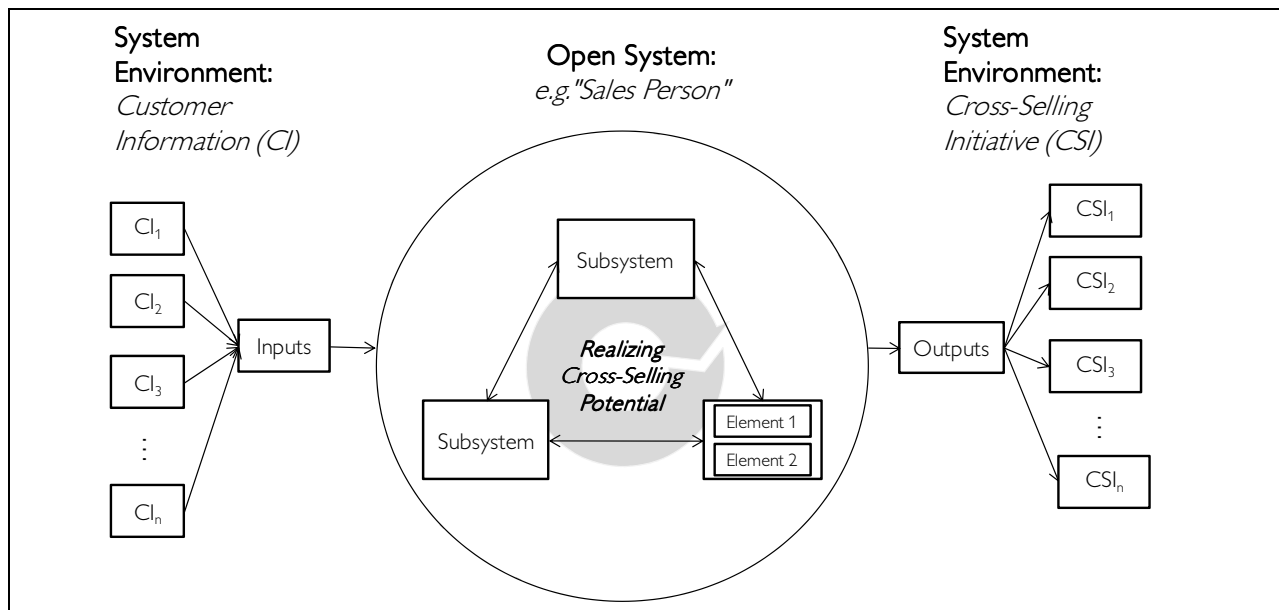 System
Environment:
Customer
Information (CI)
Open System:
e.g."Sales Person"
System
Environment:
Cross-Selling
Initiative (CSI)
CI₁
CI₂
CI₃
⋮
CIₙ
Inputs
Subsystem
Realizing
Cross-Selling
Potential
Subsystem
Element 1
Element 2
Outputs
CSI₁
CSI₂
CSI₃
⋮
CSIₙ